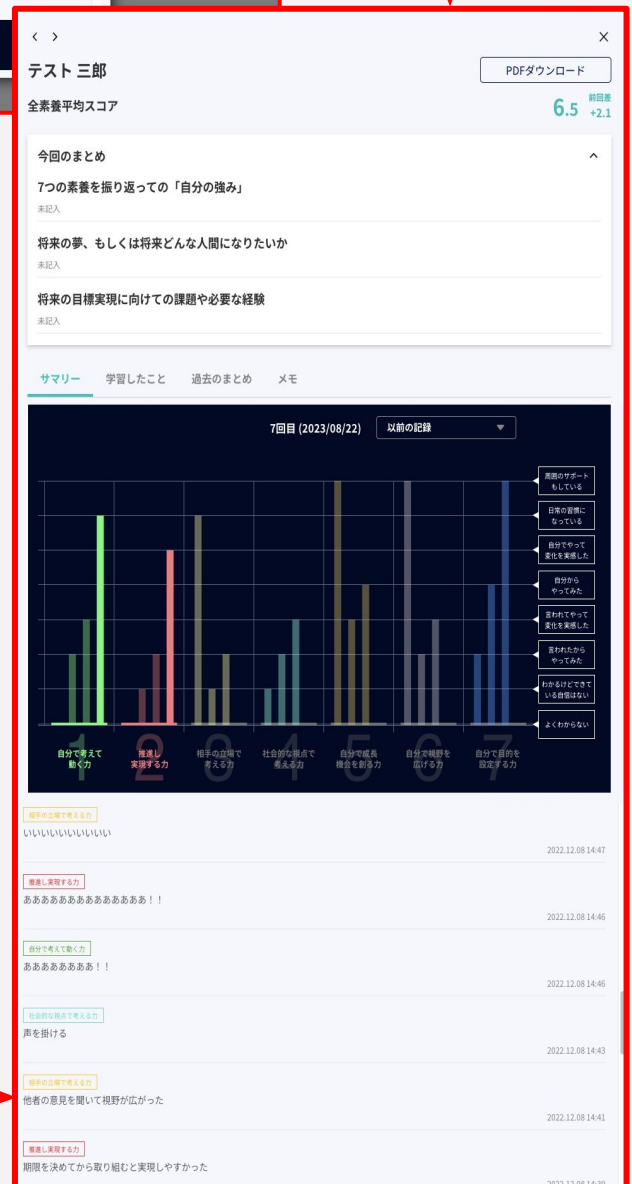 テスト 三郎
PDFダウンロード
全素養平均スコア
6.5
前回差
+2.1
今回のまとめ
7つの素養を振り返っての「自分の強み」
未記入
将来の夢、もしくは将来どんな人間になりたいか
未記入
将来の目標実現に向けての課題や必要な経験
未記入
サマリー 学習したこと 過去のまとめ メモ
7回目 (2023/08/22)
以前の記録
周囲のサポート
もしている
日常の習慣に
なっている
自分でやって
変化を実感した
自分から
やってみた
言われてやって
変化を実感した
言われたから
やってみた
わかるけどできて
いる自信はない
よくわからない
1
自分で考えて
動く力
2
推進し
実現する力
3
相手の立場で
考える力
4
社会的な視点で
考える力
5
自分で成長
機会を創る力
6
自分で視野を
広げる力
7
自分で目的を
設定する力
相手の立場で考える力
いいいいいいいいいい
2022.12.08 14:47
推進し実現する力
ああああああああああああああ！！
2022.12.08 14:46
自分で考えて動く力
ああああああああ！！
2022.12.08 14:46
社会的な視点で考える力
声を掛ける
2022.12.08 14:43
相手の立場で考える力
他者の意見を聞いて視野が広がった
2022.12.08 14:41
推進し実現する力
期限を決めてから取り組むと実現しやすかった
2022.12.08 14:39